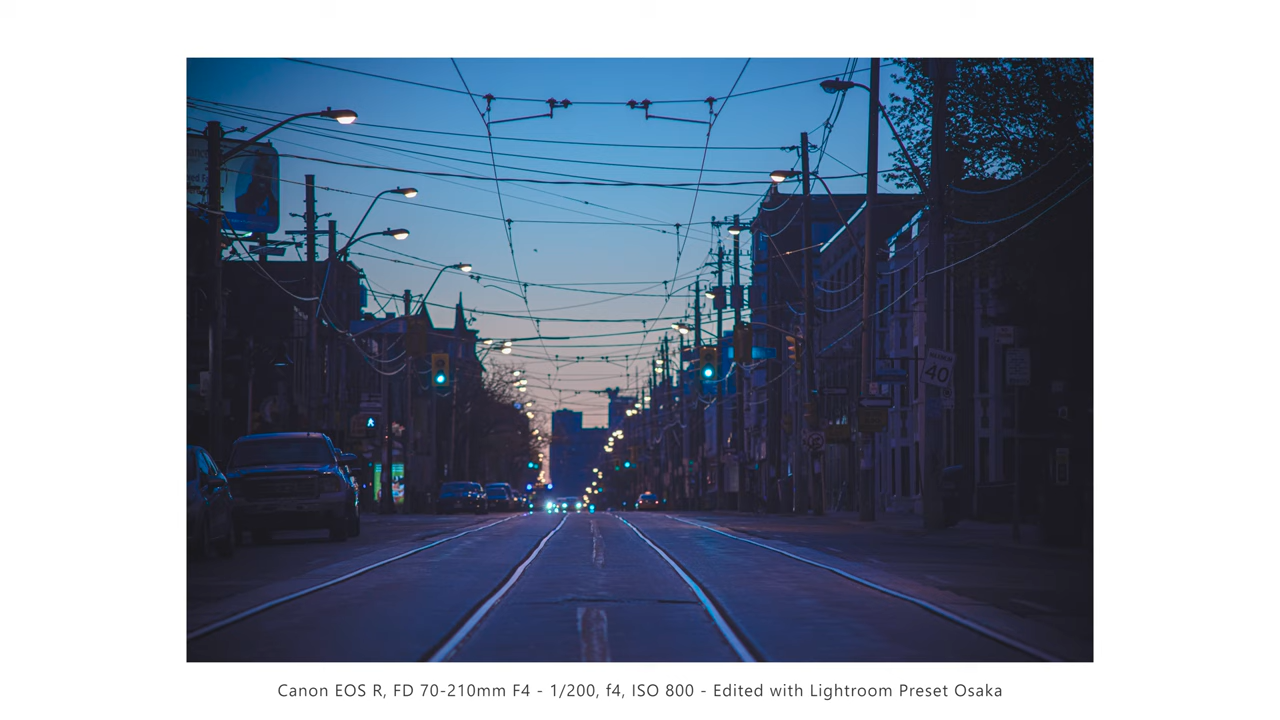 40
Canon EOS R, FD 70-210mm F4 - 1/200, f4, ISO 800 - Edited with Lightroom Preset Osaka